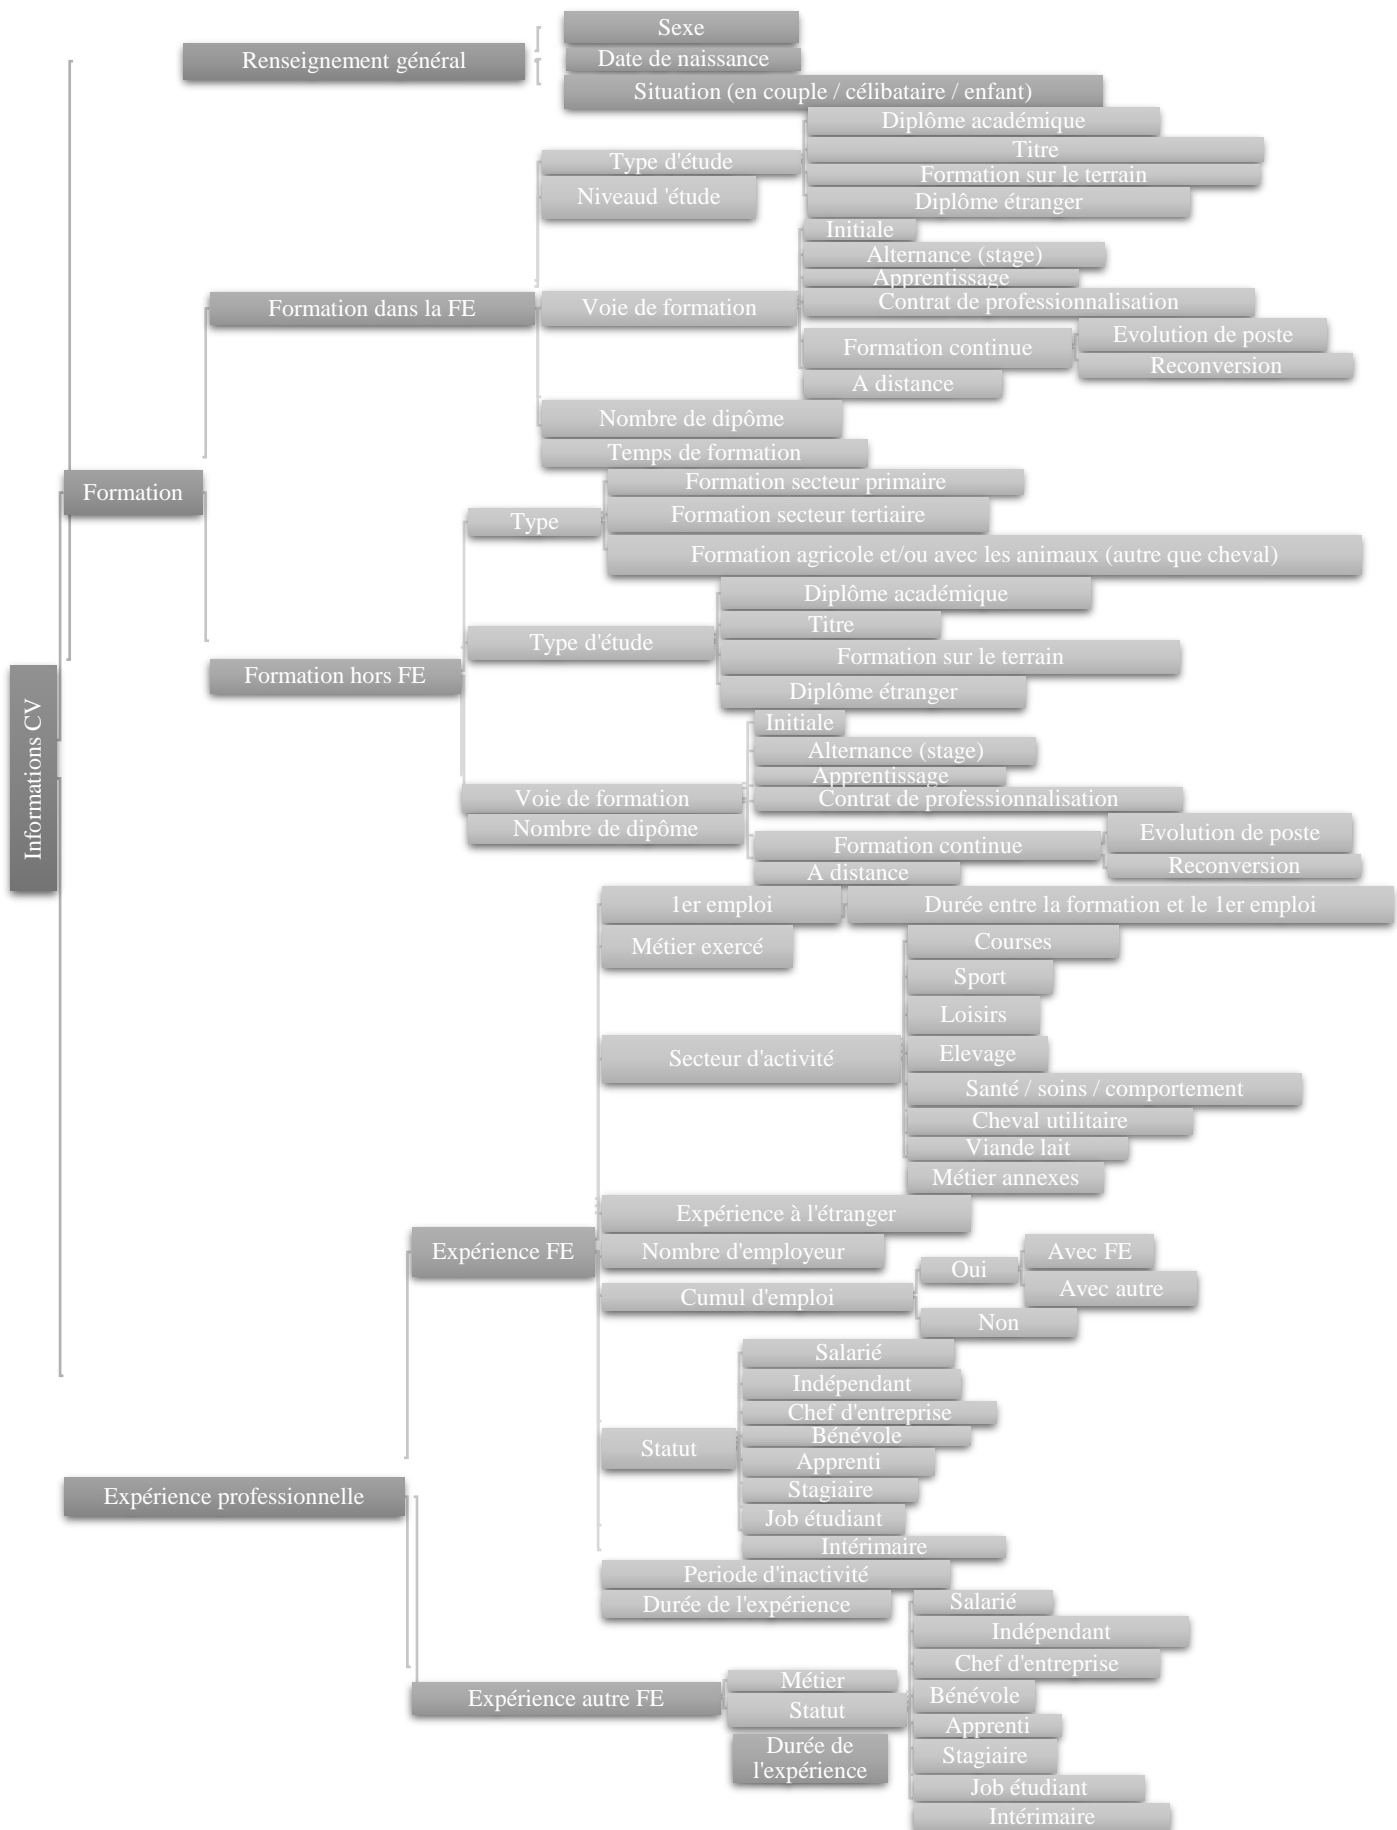 Sexe
Renseignement général
Date de naissance
Situation (en couple / célibataire / enfant)
Diplôme académique
Titre
Type d'étude
Formation sur le terrain
Niveaud 'étude
Diplôme étranger
Initiale
Alternance (stage)
Apprentissage
Formation dans la FE
Voie de formation
Contrat de professionnalisation
Evolution de poste
Formation continue
Reconversion
A distance
Nombre de dipôme
Temps de formation
Formation
Formation secteur primaire
Type
Formation secteur tertiaire
Formation agricole et/ou avec les animaux (autre que cheval)
Diplôme académique
Titre
Type d'étude
Formation sur le terrain
Formation hors FE
Diplôme étranger
Initiale
Informations CV
Alternance (stage)
Apprentissage
Voie de formation
Contrat de professionnalisation
Nombre de dipôme
Evolution de poste
Formation continue
Reconversion
A distance
1er emploi
Durée entre la formation et le 1er emploi
Métier exercé
Courses
Sport
Loisirs
Secteur d'activité
Elevage
Santé / soins / comportement
Cheval utilitaire
Viande lait
Métier annexes
Expérience à l'étranger
Expérience FE
Nombre d'employeur
Avec FE
Oui
Cumul d'emploi
Avec autre
Non
Salarié
Indépendant
Chef d'entreprise
Bénévole
Statut
Apprenti
Stagiaire
Expérience professionnelle
Job étudiant
Intérimaire
Periode d'inactivité
Durée de l'expérience
Salarié
Indépendant
Chef d'entreprise
Métier
Expérience autre FE
Bénévole
Statut
Apprenti
Durée de
l'expérience
Stagiaire
Job étudiant
Intérimaire